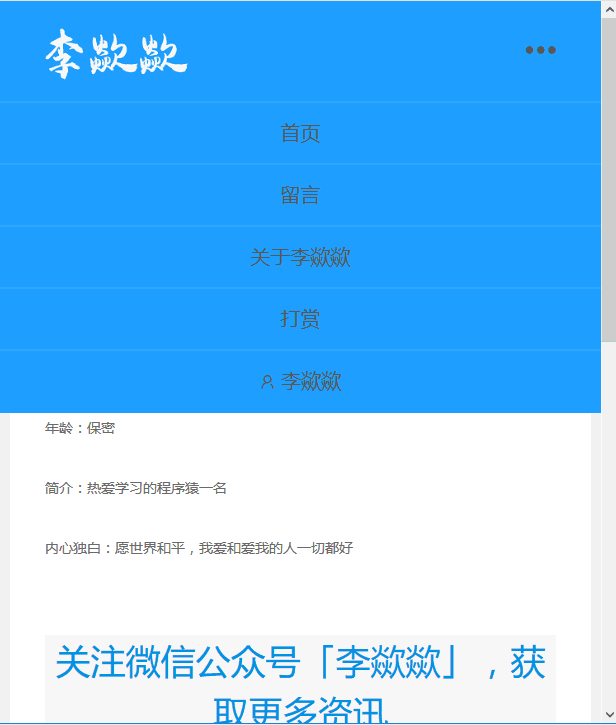 李歘歘
首页
留言
关于李歘歘
打赏
李歘歘
年龄：保密
简介：热爱学习的程序猿一名
内心独白：愿世界和平，我爱和爱我的人一切都好
关注微信公众号「李歘歘」，获
取更多资讯